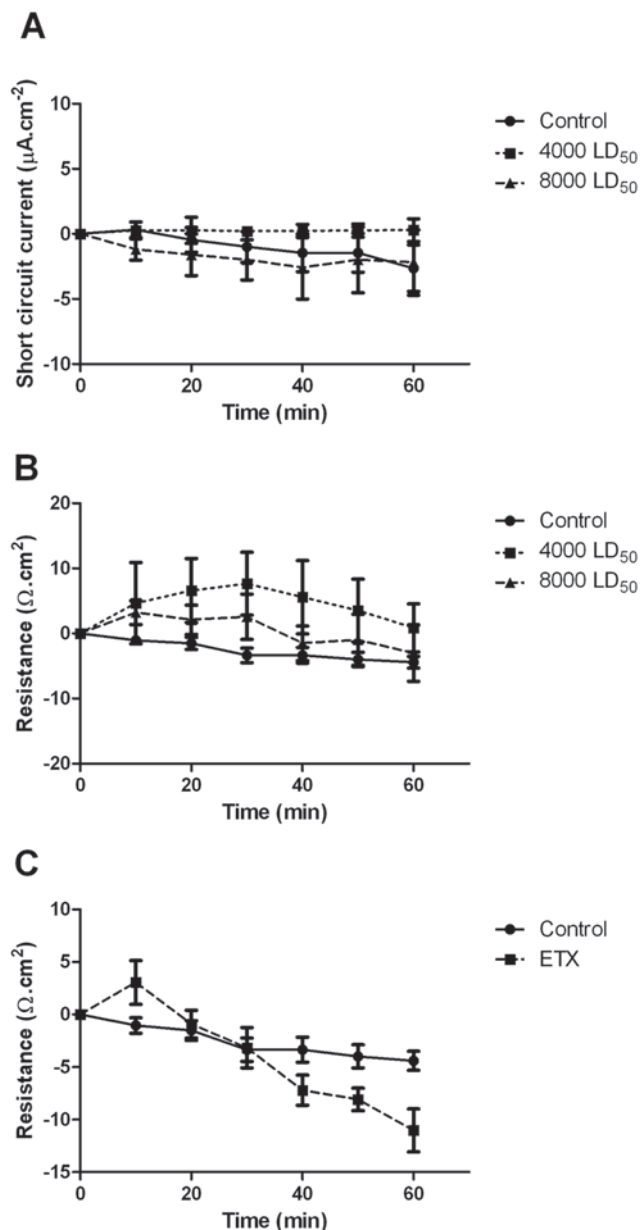 A
Short circuit current (μA.cm⁻²)
10
5
0
-5
-10
0
20
40
60
Time (min)
Control
4000 LD₅₀
8000 LD₅₀
B
Resistance (Ω.cm²)
20
10
0
-10
-20
0
20
40
60
Time (min)
Control
4000 LD₅₀
8000 LD₅₀
C
Resistance (Ω.cm²)
10
5
0
-5
-10
-15
0
20
40
60
Time (min)
Control
ETX